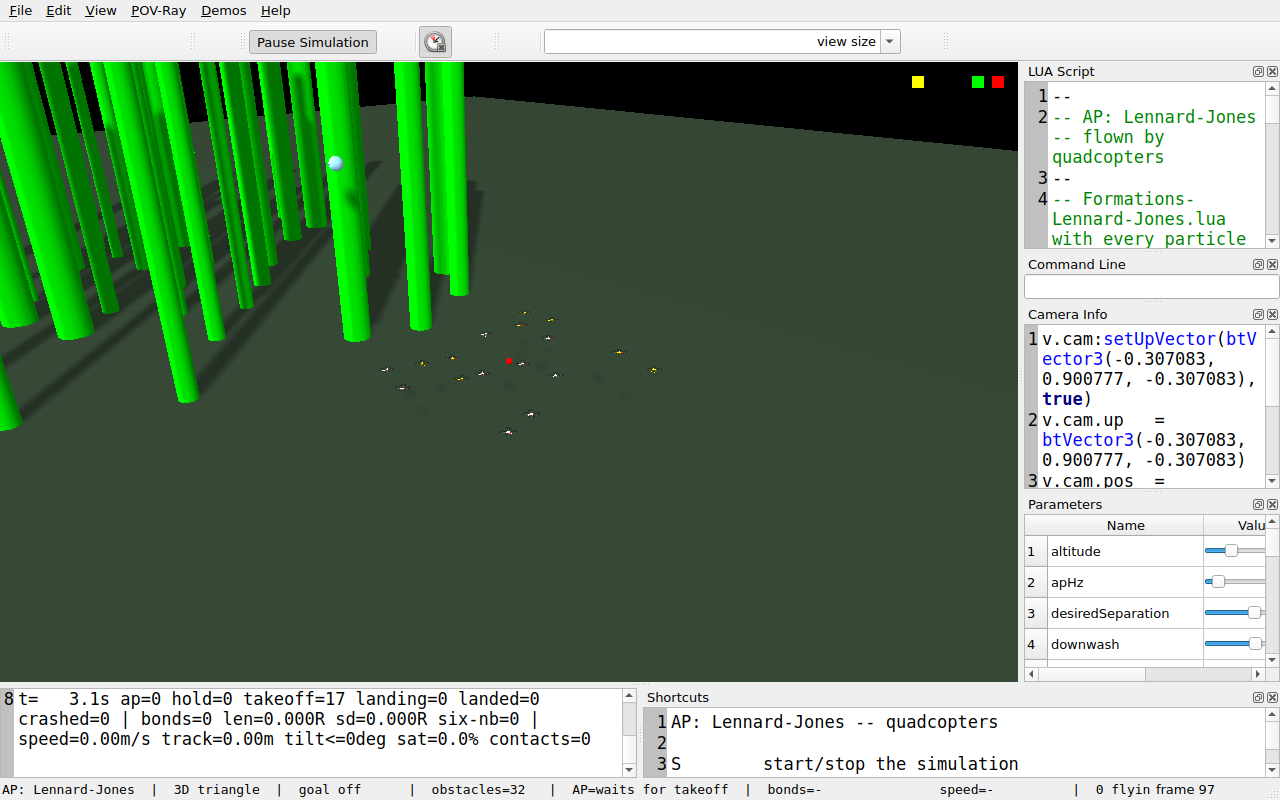 File Edit View POV-Ray Demos Help
Pause Simulation
view size
LUA Script
1 --
2 -- AP: Lennard-Jones
-- flown by
quadcopters
3 --
4 -- Formations-
Lennard-Jones.lua
with every particle
Command Line
Camera Info
1 v.cam:setUpVector(btV
ector3(-0.307083,
0.900777, -0.307083),
true)
2 v.cam.up   =
btVector3(-0.307083,
0.900777, -0.307083)
3 v.cam.pos  =
Parameters
Name Valu
1 altitude
2 apHz
3 desiredSeparation
4 downwash
8 t=   3.1s ap=0 hold=0 takeoff=17 landing=0 landed=0
crashed=0 | bonds=0 len=0.000R sd=0.000R six-nb=0 |
speed=0.00m/s track=0.00m tilt<=0deg sat=0.0% contacts=0
Shortcuts
1 AP: Lennard-Jones -- quadcopters
2
3 S        start/stop the simulation
AP: Lennard-Jones  |  3D triangle  |  goal off  |  obstacles=32  |  AP=waits for takeoff  |  bonds=-  speed=-  |  0 flyin frame 97